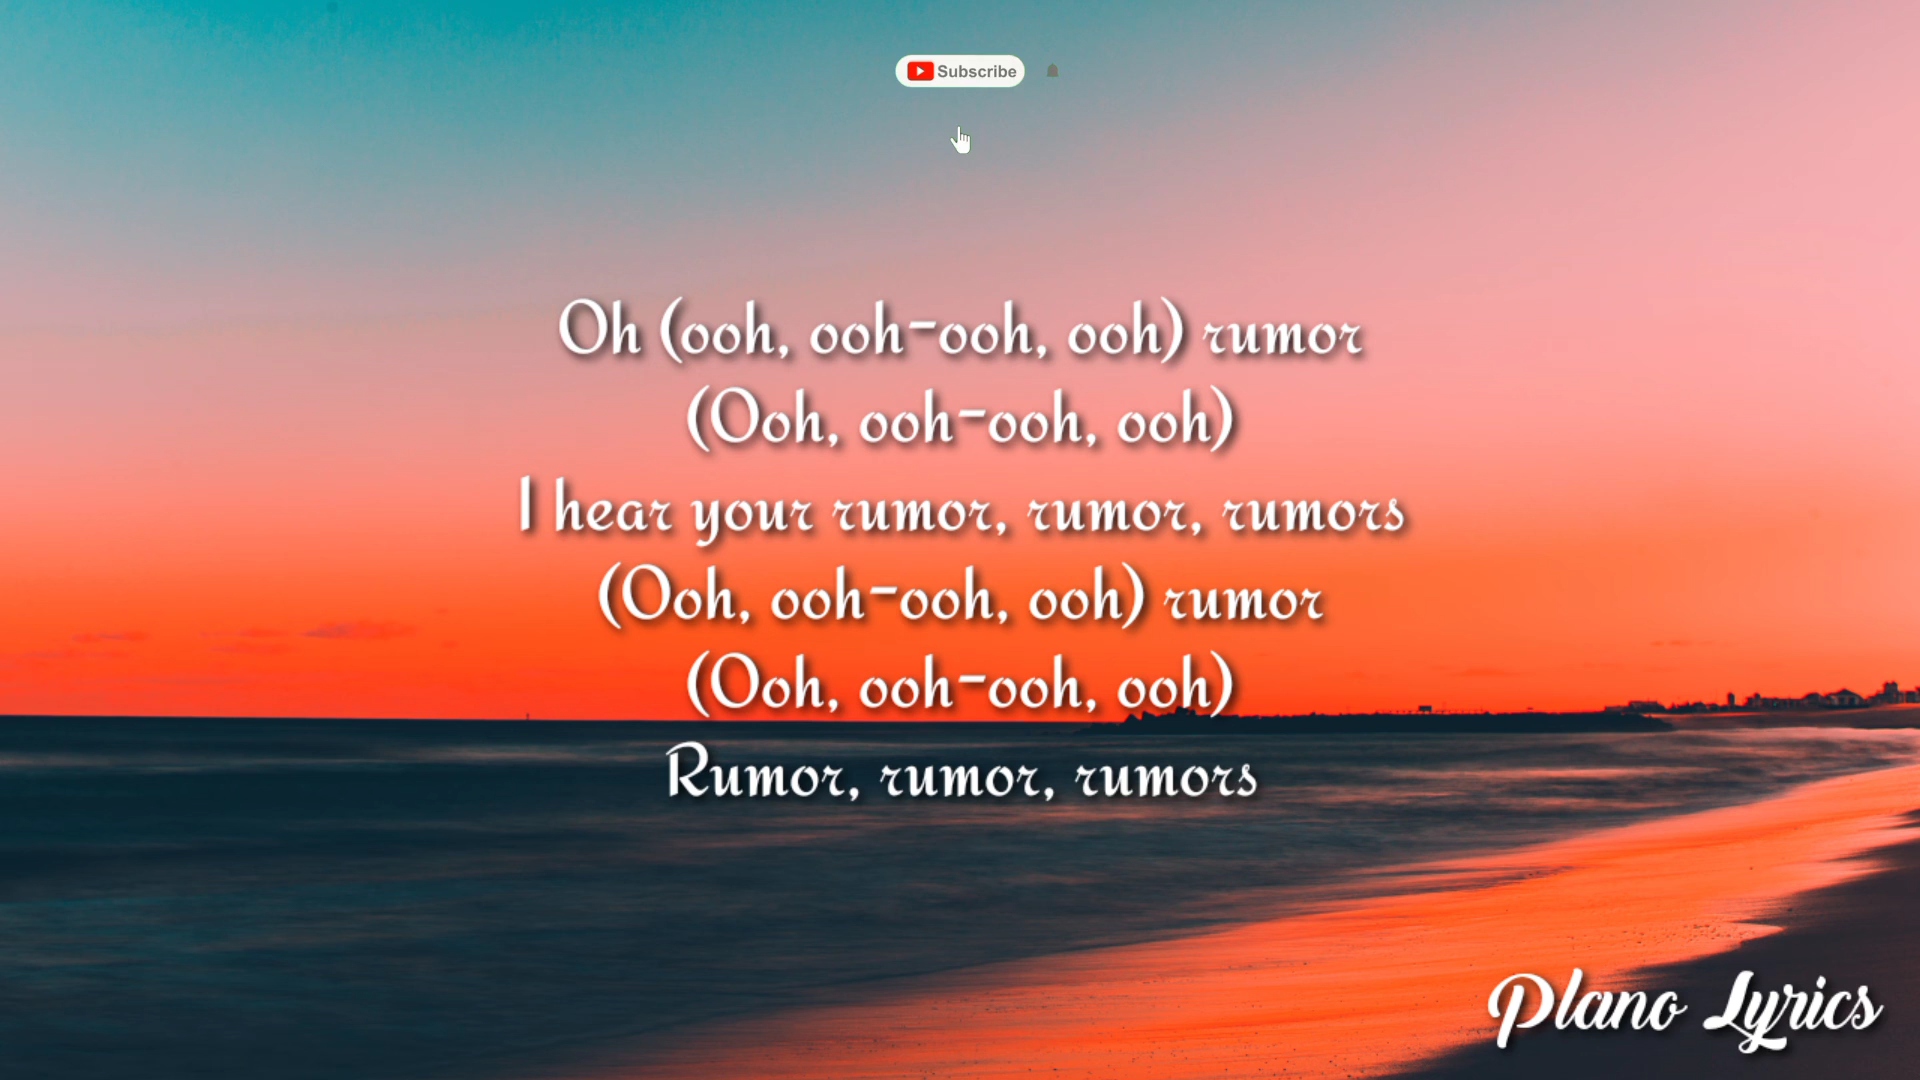 Subscribe
Oh (ooh, ooh-ooh, ooh) rumor
(Ooh, ooh-ooh, ooh)
I hear your rumor, rumor, rumors
(Ooh, ooh-ooh, ooh) rumor
(Ooh, ooh-ooh, ooh)
Rumor, rumor, rumors
Plano Lyrics